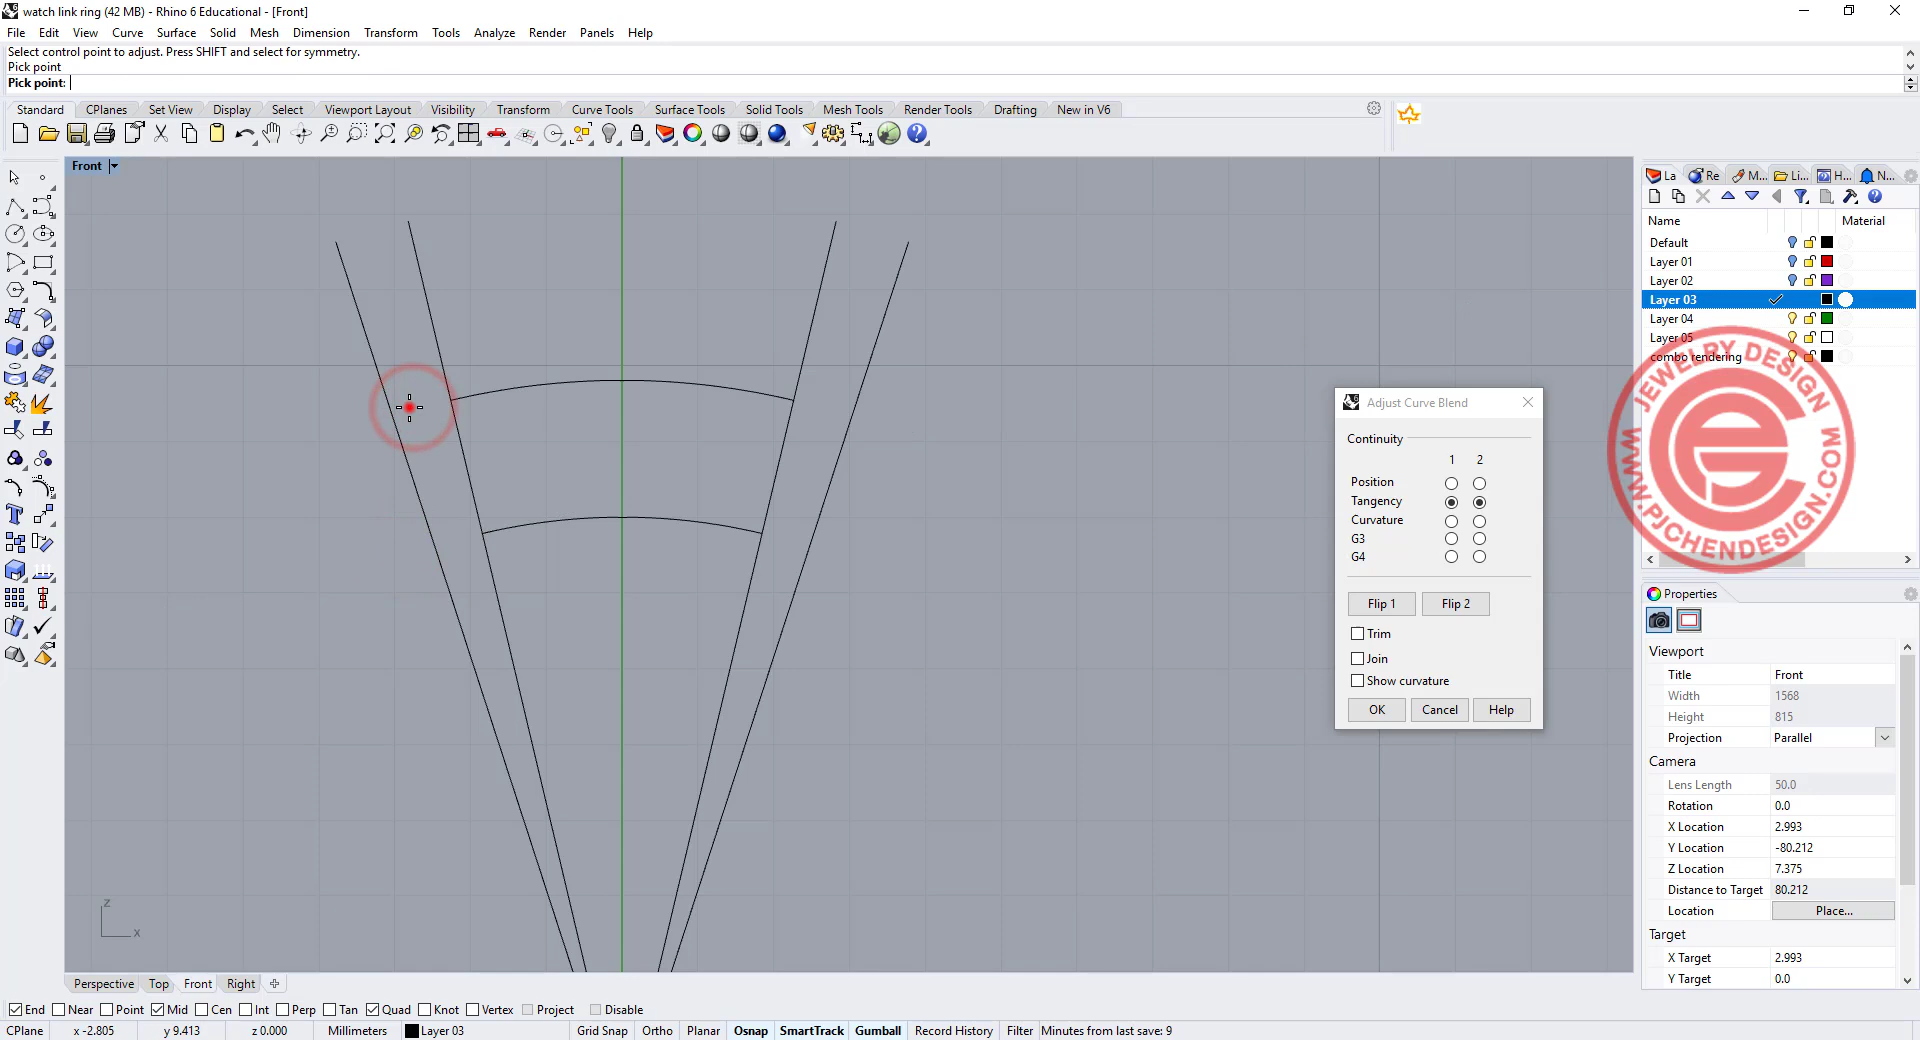 watch link ring (42 MB) - Rhino 6 Educational - [Front]
File Edit View Curve Surface Solid Mesh Dimension Transform Tools Analyze Render Panels Help
Select control point to adjust. Press SHIFT and select for symmetry.
Pick point
Pick point:
Standard CPlanes Set View Display Select Viewport Layout Visibility Transform Curve Tools Surface Tools Solid Tools Mesh Tools Render Tools Drafting New in V6
Front
La Re M... Li... H... N...
Name Material
Default
Layer 01
Layer 02
Layer 03
Layer 04
Layer 05
combo rendering
JEWELRY DESIGN
WWW.PJCHENDESIGN.COM
Adjust Curve Blend
Continuity
1 2
Position
Tangency
Curvature
G3
G4
Flip 1 Flip 2
Trim
Join
Show curvature
OK Cancel Help
Properties
Viewport
Title Front
Width 1568
Height 815
Projection Parallel
Camera
Lens Length 50.0
Rotation 0.0
X Location 2.993
Y Location -80.212
Z Location 7.375
Distance to Target 80.212
Location Place...
Target
X Target 2.993
Y Target 0.0
z
x
Perspective Top Front Right
End Near Point Mid Cen Int Perp Tan Quad Knot Vertex Project Disable
CPlane x -2.805 y 9.413 z 0.000 Millimeters Layer 03 Grid Snap Ortho Planar Osnap SmartTrack Gumball Record History Filter Minutes from last save: 9